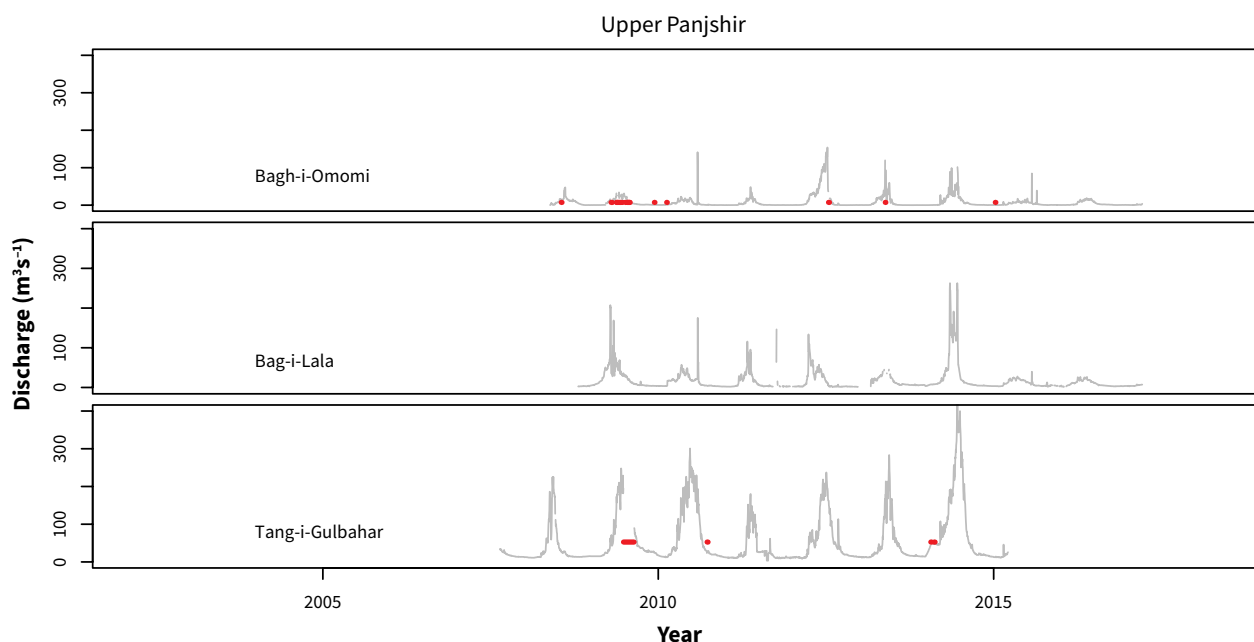 Upper Panjshir
Discharge (m³s⁻¹)
300
100
0
Bagh-i-Omomi
300
100
0
Bag-i-Lala
300
100
0
Tang-i-Gulbahar
2005
2010
2015
Year